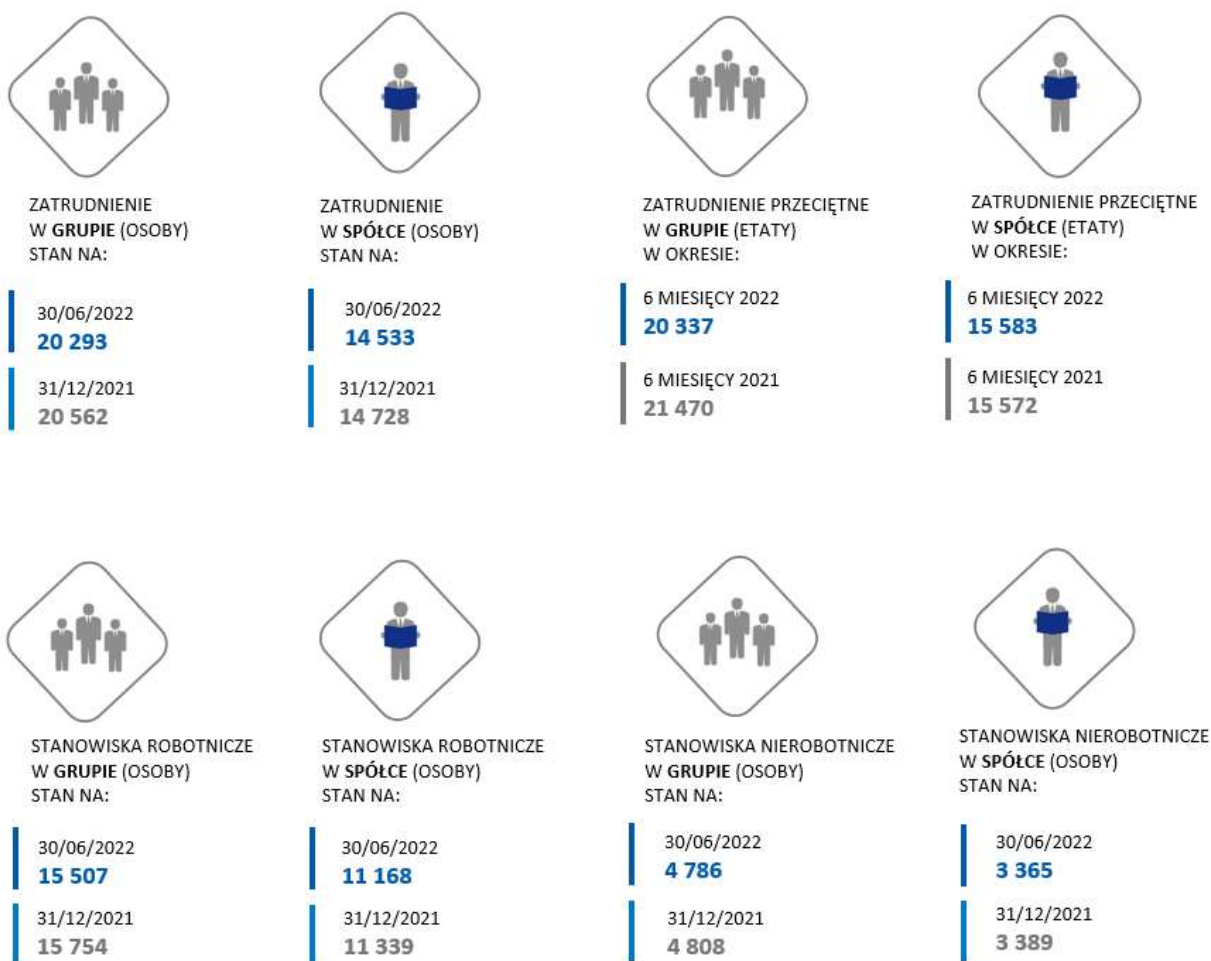 ZATRUDNIENIE
W GRUPIE (OSOBY)
STAN NA:
30/06/2022
20 293
31/12/2021
20 562
ZATRUDNIENIE
W SPÓŁCE (OSOBY)
STAN NA:
30/06/2022
14 533
31/12/2021
14 728
ZATRUDNIENIE PRZECIĘTNE
W GRUPIE (ETATY)
W OKRESIE:
6 MIESIĘCY 2022
20 337
6 MIESIĘCY 2021
21 470
ZATRUDNIENIE PRZECIĘTNE
W SPÓŁCE (ETATY)
W OKRESIE:
6 MIESIĘCY 2022
15 583
6 MIESIĘCY 2021
15 572
STANOWISKA ROBOTNICZE
W GRUPIE (OSOBY)
STAN NA:
30/06/2022
15 507
31/12/2021
15 754
STANOWISKA ROBOTNICZE
W SPÓŁCE (OSOBY)
STAN NA:
30/06/2022
11 168
31/12/2021
11 339
STANOWISKA NIEROBOTNICZE
W GRUPIE (OSOBY)
STAN NA:
30/06/2022
4 786
31/12/2021
4 808
STANOWISKA NIEROBOTNICZE
W SPÓŁCE (OSOBY)
STAN NA:
30/06/2022
3 365
31/12/2021
3 389